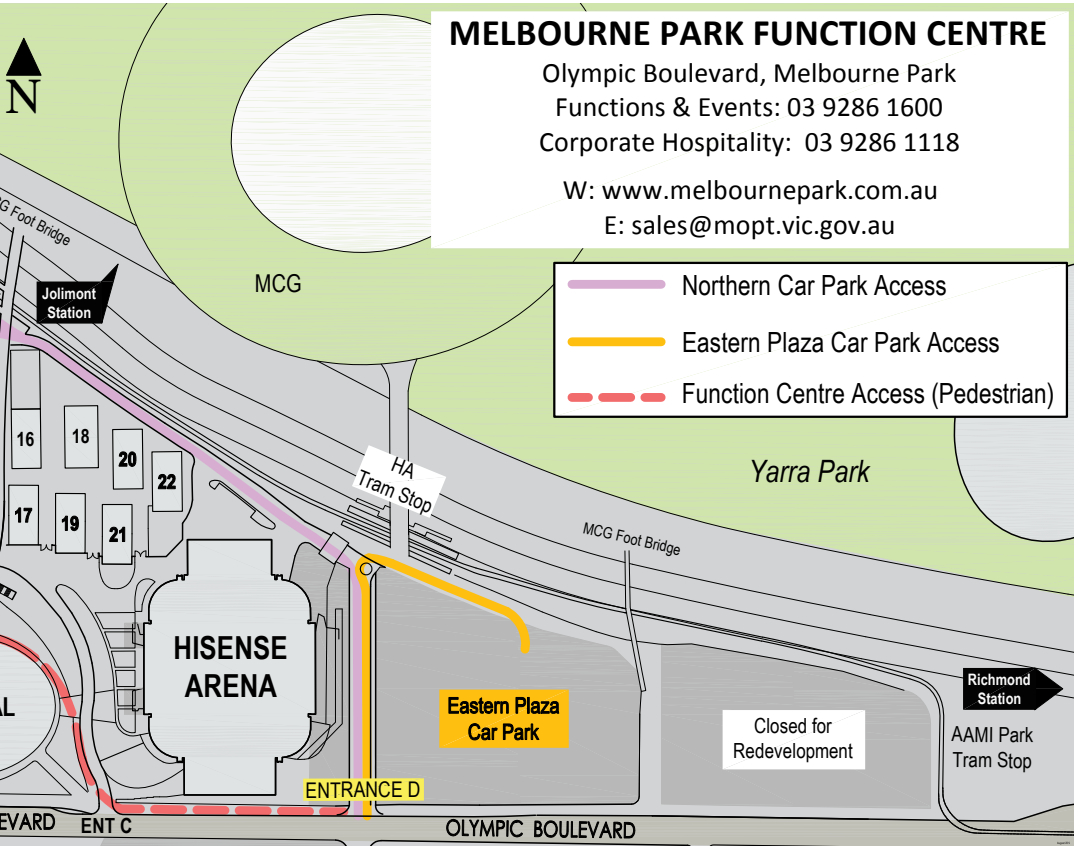 MELBOURNE PARK FUNCTION CENTRE
Olympic Boulevard, Melbourne Park
Functions & Events: 03 9286 1600
Corporate Hospitality: 03 9286 1118
W: www.melbournepark.com.au
E: sales@mopt.vic.gov.au
N
G Foot Bridge
Jolimont
Station
MCG
Northern Car Park Access
Eastern Plaza Car Park Access
Function Centre Access (Pedestrian)
16
18
20
22
17
19
21
HA
Tram Stop
Yarra Park
MCG Foot Bridge
HISENSE
ARENA
AL
Eastern Plaza
Car Park
Closed for
Redevelopment
Richmond
Station
AAMI Park
Tram Stop
ENTRANCE D
EVARD
ENT C
OLYMPIC BOULEVARD